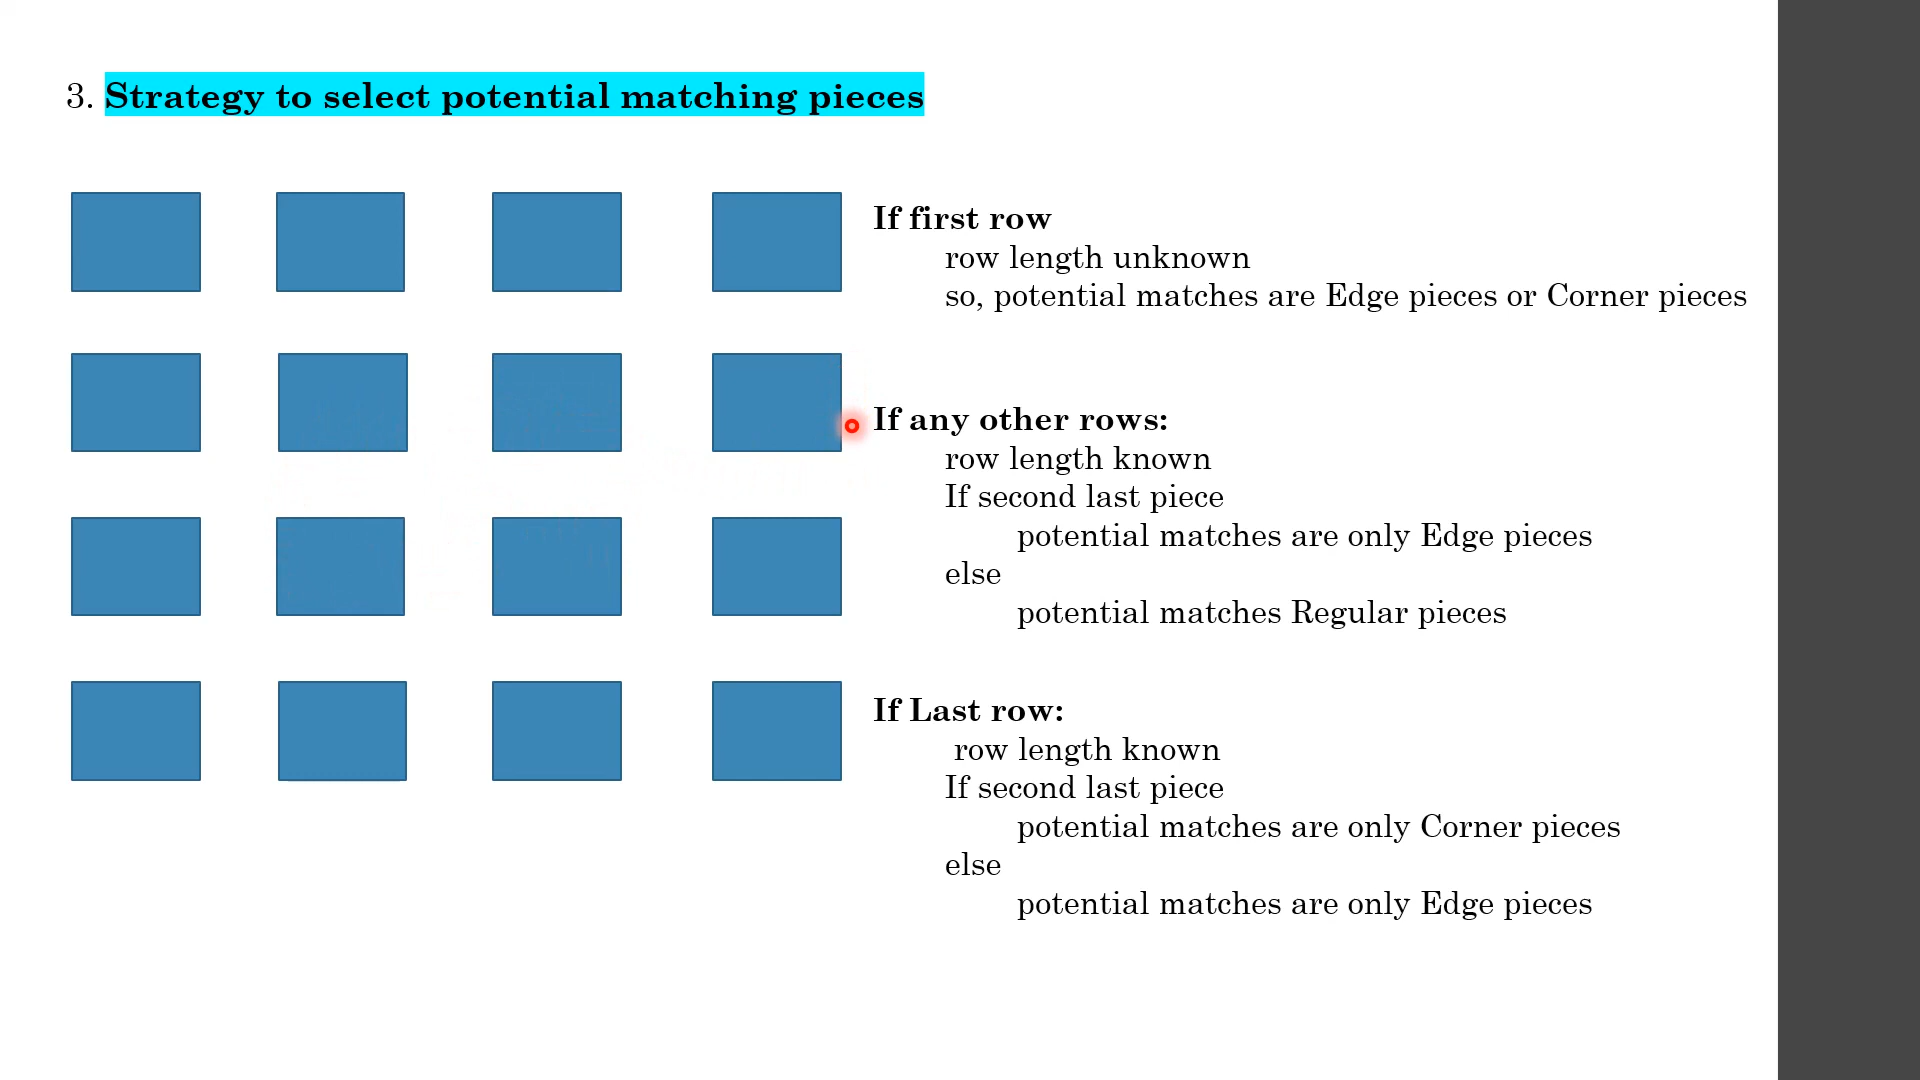 3. Strategy to select potential matching pieces
If first row
row length unknown
so, potential matches are Edge pieces or Corner pieces
If any other rows:
row length known
If second last piece
potential matches are only Edge pieces
else
potential matches Regular pieces
If Last row:
row length known
If second last piece
potential matches are only Corner pieces
else
potential matches are only Edge pieces